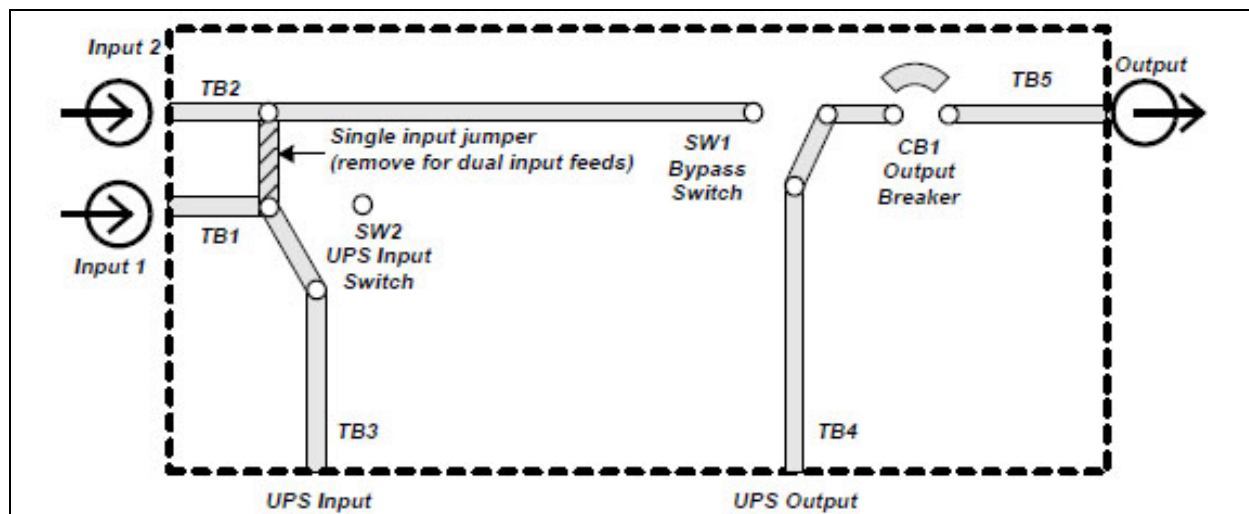 Input 2
TB2
TB5
Output
Single input jumper
(remove for dual input feeds)
SW1
Bypass
Switch
CB1
Output
Breaker
TB1
Input 1
SW2
UPS Input
Switch
TB3
TB4
UPS Input
UPS Output